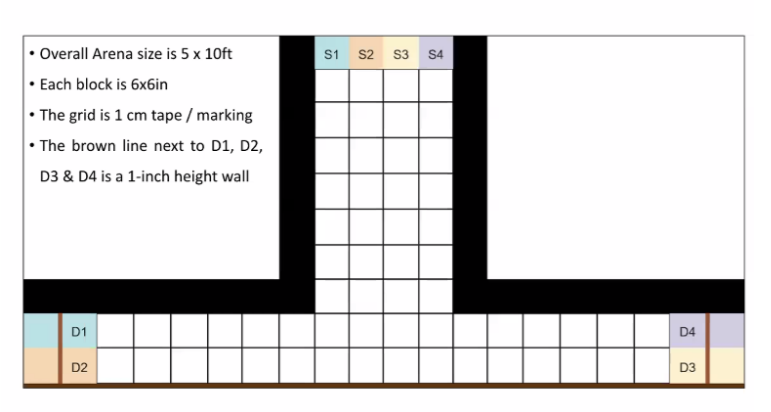 • Overall Arena size is 5 x 10ft
• Each block is 6x6in
• The grid is 1 cm tape / marking
• The brown line next to D1, D2,
D3 & D4 is a 1-inch height wall
S1 S2 S3 S4
D1 D4
D2 D3